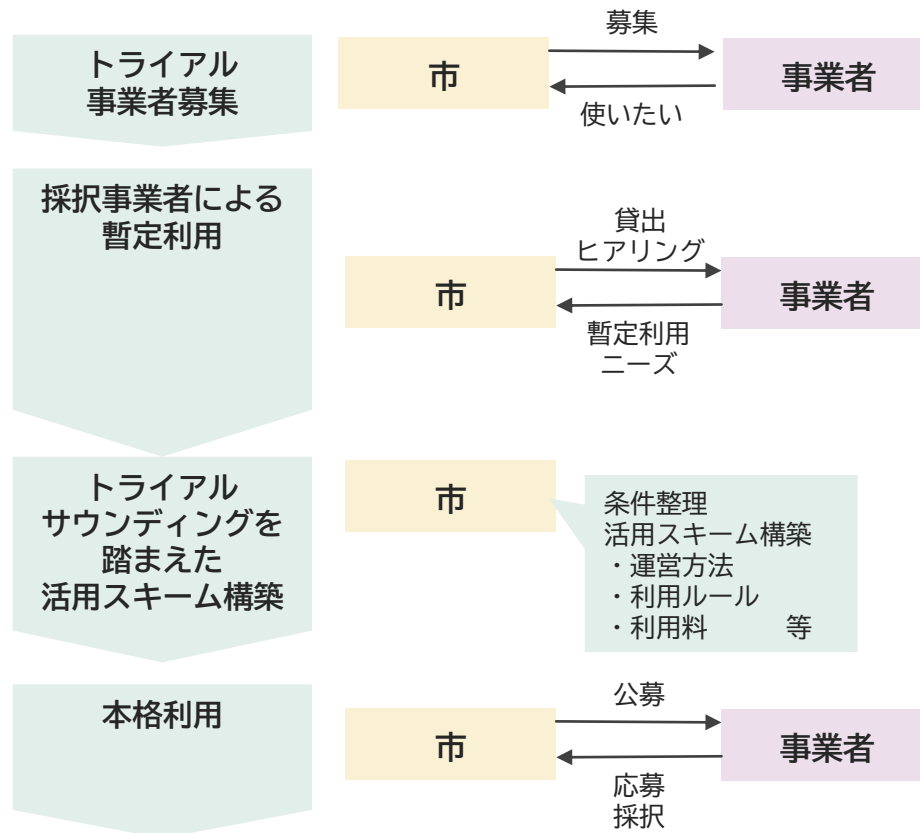 トライアル
事業者募集
市
募集
使いたい
事業者
採択事業者による
暫定利用
市
貸出
ヒアリング
暫定利用
ニーズ
事業者
トライアル
サウンディングを
踏まえた
活用スキーム構築
市
条件整理
活用スキーム構築
・運営方法
・利用ルール
・利用料　　　等
本格利用
市
公募
応募
採択
事業者